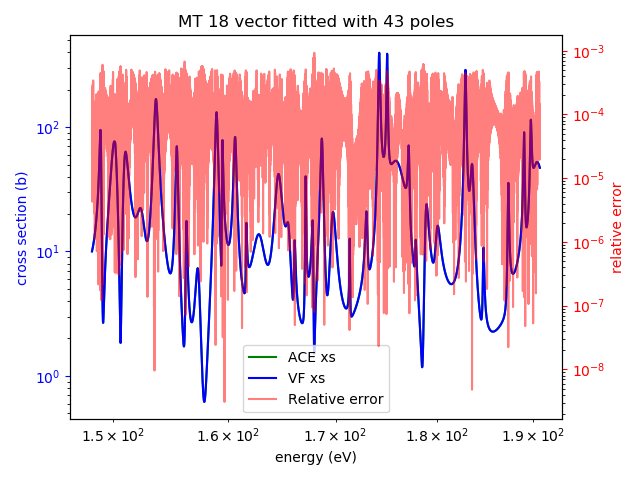 MT 18 vector fitted with 43 poles
cross section (b)
10²
10¹
10⁰
10⁻³
10⁻⁴
10⁻⁵
10⁻⁶
10⁻⁷
10⁻⁸
relative error
ACE xs
VF xs
Relative error
1.5 × 10² 1.6 × 10² 1.7 × 10² 1.8 × 10² 1.9 × 10²
energy (eV)